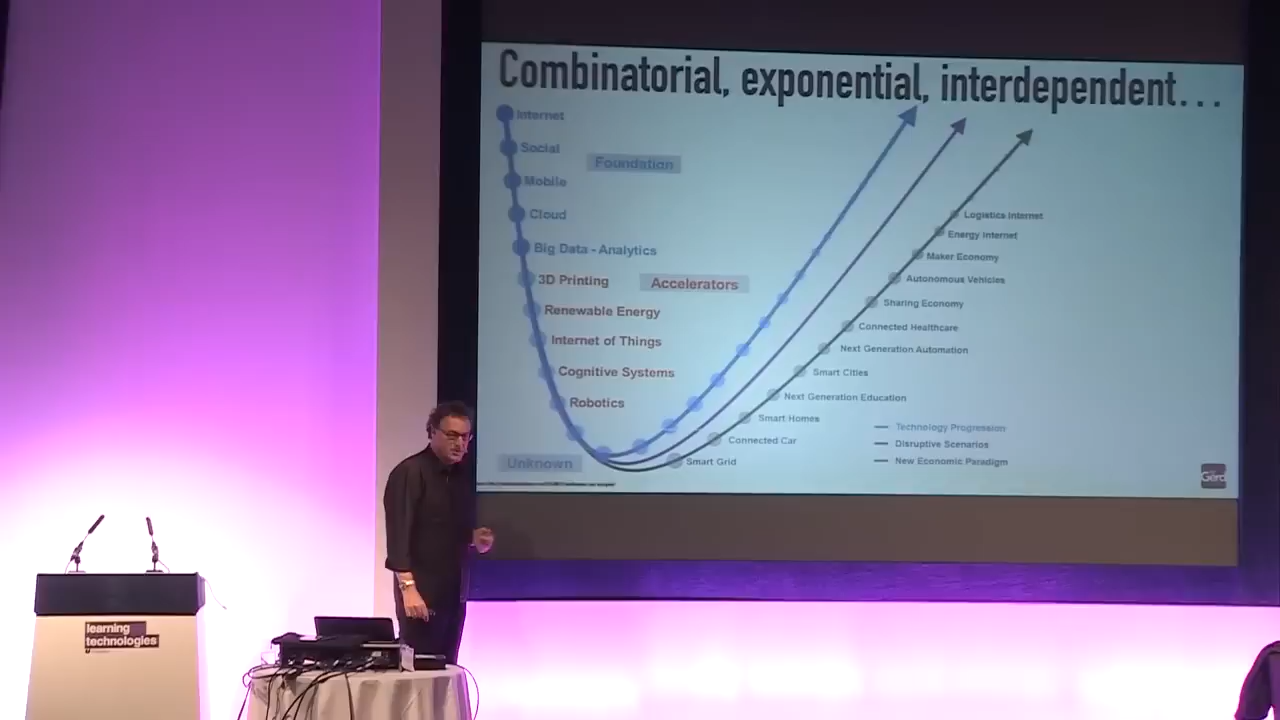 Combinatorial, exponential, interdependent...
Internet
Social
Foundation
Mobile
Cloud
Big Data - Analytics
3D Printing
Accelerators
Renewable Energy
Internet of Things
Cognitive Systems
Robotics
Unknown
Logistics Internet
Energy Internet
Maker Economy
Autonomous Vehicles
Sharing Economy
Connected Healthcare
Next Generation Automation
Smart Cities
Next Generation Education
Smart Homes
Connected Car
Smart Grid
Technology Progression
Disruptive Scenarios
New Economic Paradigm
Gerd
learning
technologies